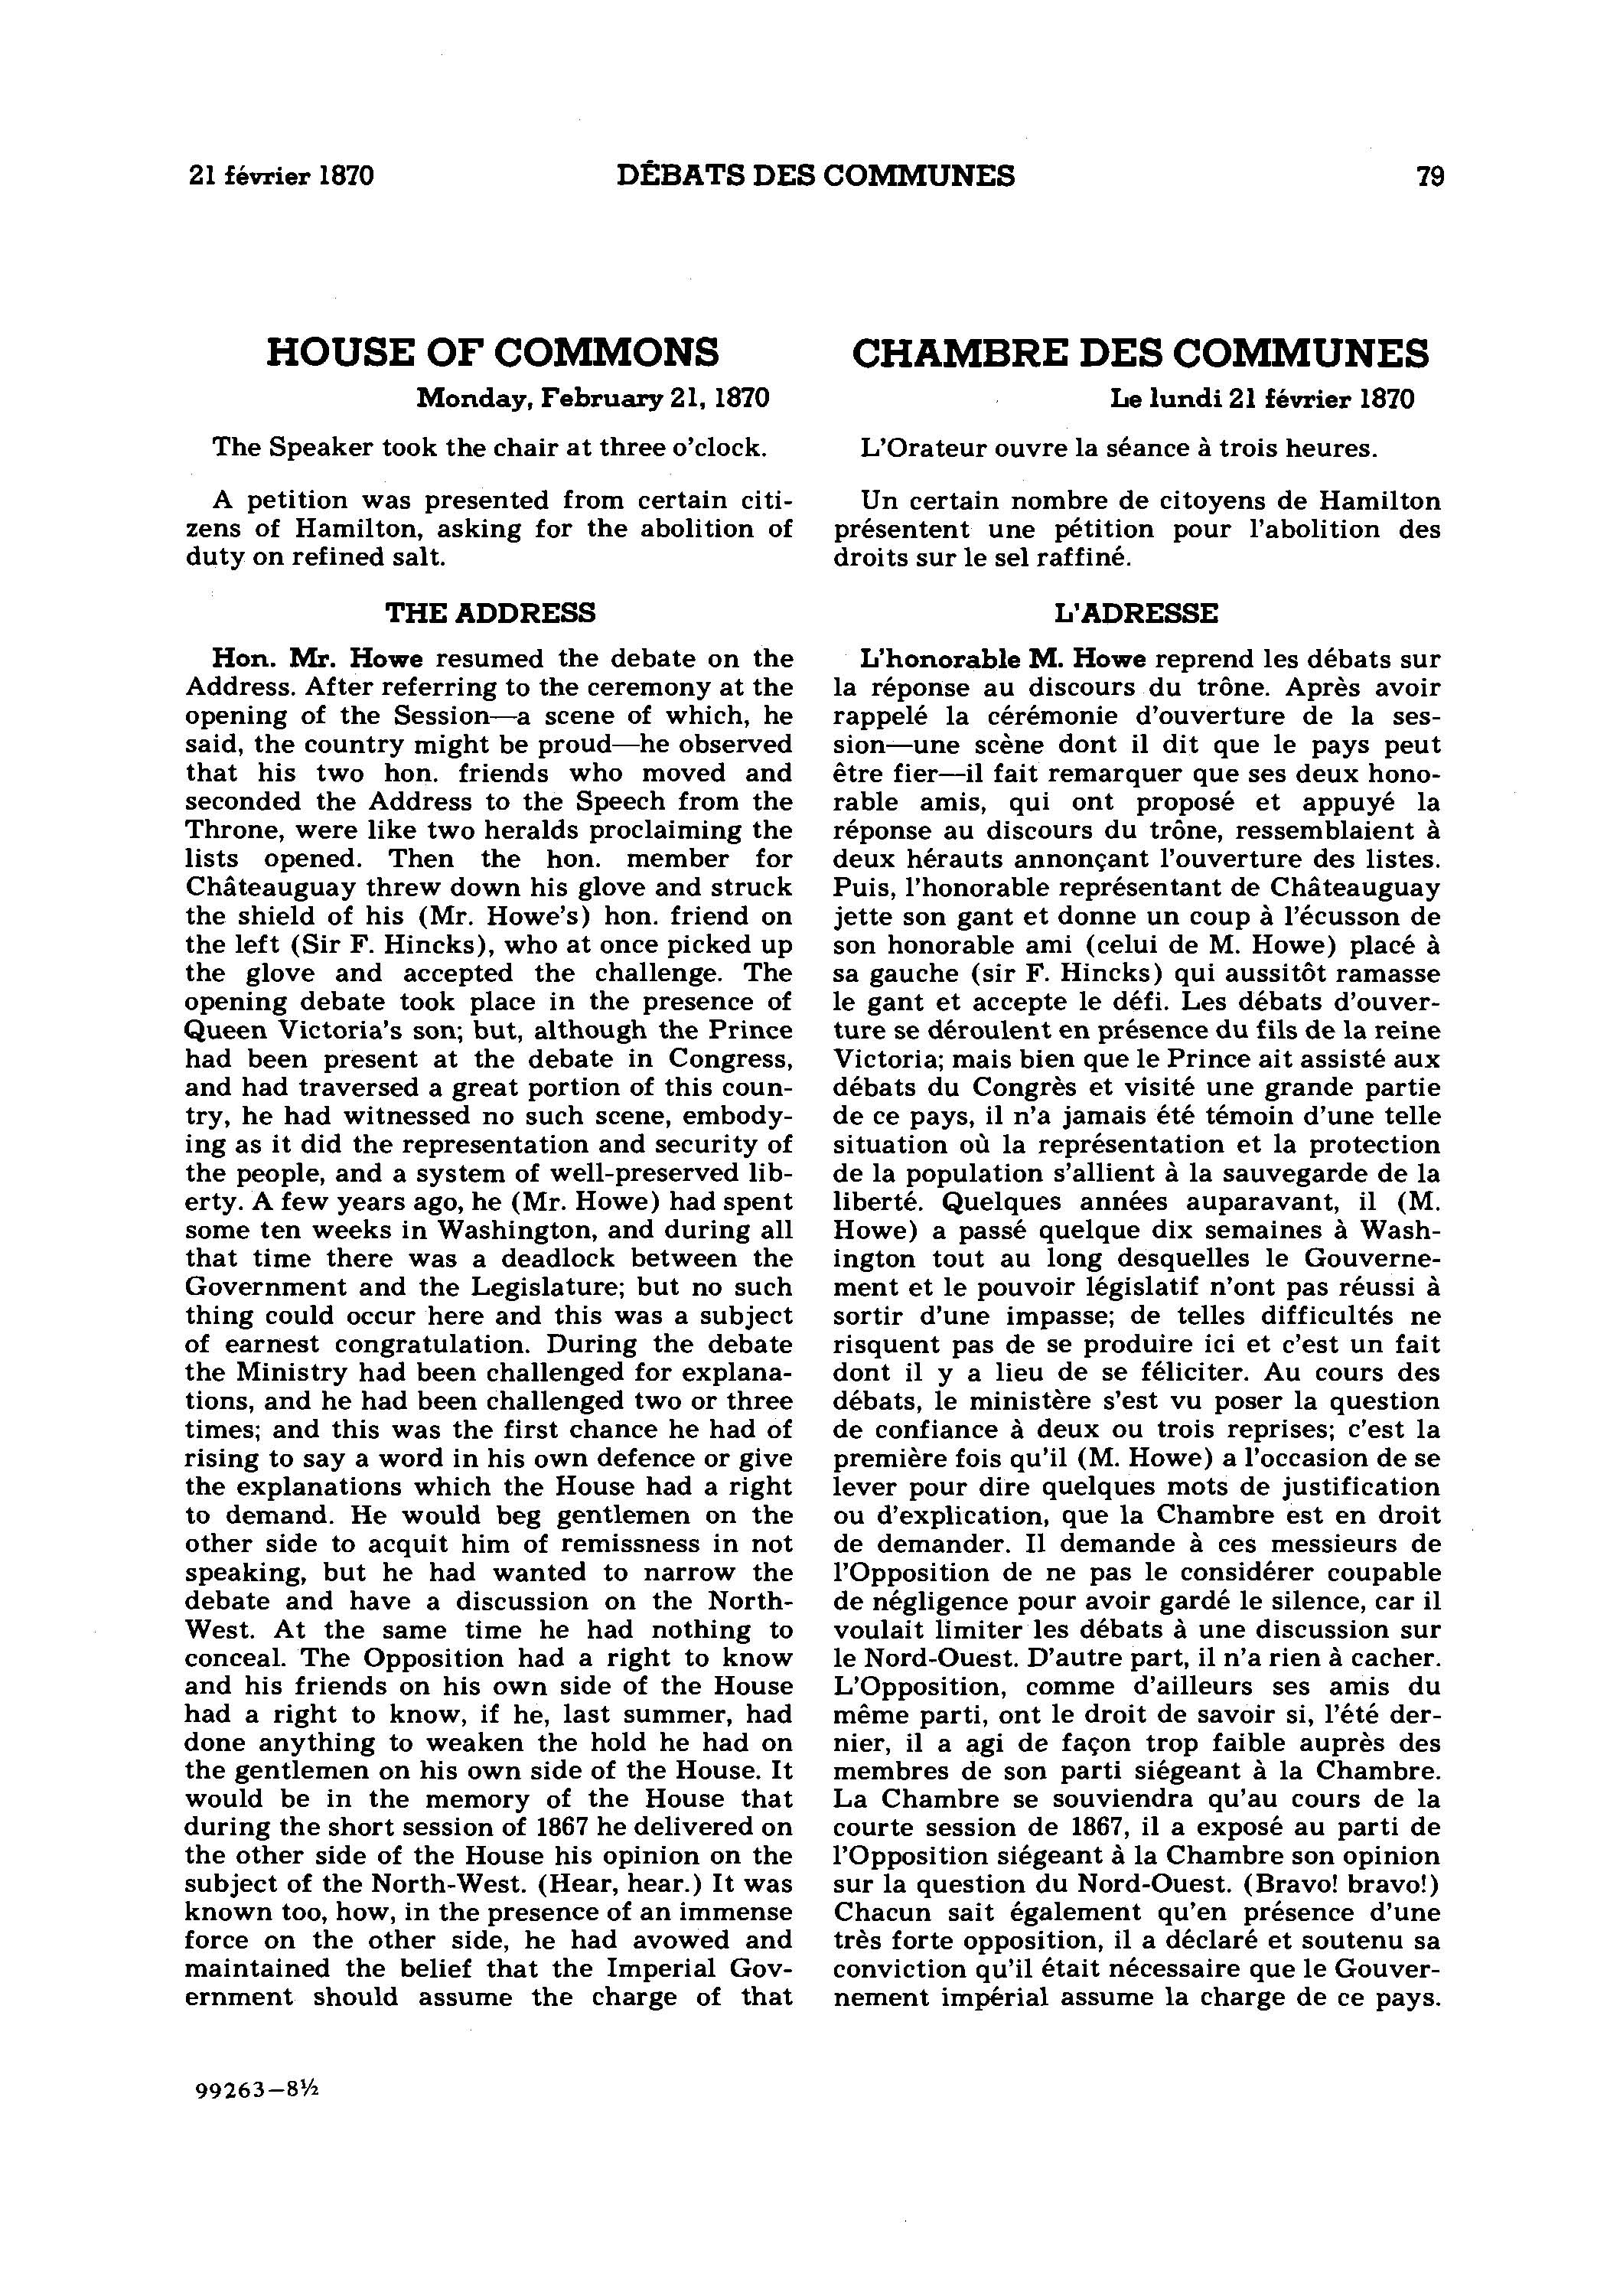 21 février 1870
DÉBATS DES COMMUNES
79
HOUSE OF COMMONS
Monday, February 21, 1870
The Speaker took the chair at three o'clock.
A petition was presented from certain citi-
zens of Hamilton, asking for the abolition of
duty on refined salt.
THE ADDRESS
Hon. Mr. Howe resumed the debate on the
Address. After referring to the ceremony at the
opening of the Session—a scene of which, he
said, the country might be proud—he observed
that his two hon. friends who moved and
seconded the Address to the Speech from the
Throne, were like two heralds proclaiming the
lists opened. Then the hon. member for
Châteauguay threw down his glove and struck
the shield of his (Mr. Howe's) hon. friend on
the left (Sir F. Hincks), who at once picked up
the glove and accepted the challenge. The
opening debate took place in the presence of
Queen Victoria's son; but, although the Prince
had been present at the debate in Congress,
and had traversed a great portion of this coun-
try, he had witnessed no such scene, embody-
ing as it did the representation and security of
the people, and a system of well-preserved lib-
erty. A few years ago, he (Mr. Howe) had spent
some ten weeks in Washington, and during all
that time there was a deadlock between the
Government and the Legislature; but no such
thing could occur here and this was a subject
of earnest congratulation. During the debate
the Ministry had been challenged for explana-
tions, and he had been challenged two or three
times; and this was the first chance he had of
rising to say a word in his own defence or give
the explanations which the House had a right
to demand. He would beg gentlemen on the
other side to acquit him of remissness in not
speaking, but he had wanted to narrow the
debate and have a discussion on the North-
West. At the same time he had nothing to
conceal. The Opposition had a right to know
and his friends on his own side of the House
had a right to know, if he, last summer, had
done anything to weaken the hold he had on
the gentlemen on his own side of the House. It
would be in the memory of the House that
during the short session of 1867 he delivered on
the other side of the House his opinion on the
subject of the North-West. (Hear, hear.) It was
known too, how, in the presence of an immense
force on the other side, he had avowed and
maintained the belief that the Imperial Gov-
ernment should assume the charge of that
CHAMBRE DES COMMUNES
Le lundi 21 février 1870
L'Orateur ouvre la séance à trois heures.
Un certain nombre de citoyens de Hamilton
présentent une pétition pour l'abolition des
droits sur le sel raffiné.
L'ADRESSE
L'honorable M. Howe reprend les débats sur
la réponse au discours du trône. Après avoir
rappelé la cérémonie d'ouverture de la ses-
sion—une scène dont il dit que le pays peut
être fier—il fait remarquer que ses deux hono-
rable amis, qui ont proposé et appuyé la
réponse au discours du trône, ressemblaient à
deux hérauts annonçant l'ouverture des listes.
Puis, l'honorable représentant de Châteauguay
jette son gant et donne un coup à l'écusson de
son honorable ami (celui de M. Howe) placé à
sa gauche (sir F. Hincks) qui aussitôt ramasse
le gant et accepte le défi. Les débats d'ouver-
ture se déroulent en présence du fils de la reine
Victoria; mais bien que le Prince ait assisté aux
débats du Congrès et visité une grande partie
de ce pays, il n'a jamais été témoin d'une telle
situation où la représentation et la protection
de la population s'allient à la sauvegarde de la
liberté. Quelques années auparavant, il (M.
Howe) a passé quelque dix semaines à Wash-
ington tout au long desquelles le Gouverne-
ment et le pouvoir législatif n'ont pas réussi à
sortir d'une impasse; de telles difficultés ne
risquent pas de se produire ici et c'est un fait
dont il y a lieu de se féliciter. Au cours des
débats, le ministère s'est vu poser la question
de confiance à deux ou trois reprises; c'est la
première fois qu'il (M. Howe) a l'occasion de se
lever pour dire quelques mots de justification
ou d'explication, que la Chambre est en droit
de demander. Il demande à ces messieurs de
l'Opposition de ne pas le considérer coupable
de négligence pour avoir gardé le silence, car il
voulait limiter les débats à une discussion sur
le Nord-Ouest. D'autre part, il n'a rien à cacher.
L'Opposition, comme d'ailleurs ses amis du
même parti, ont le droit de savoir si, l'été der-
nier, il a agi de façon trop faible auprès des
membres de son parti siégeant à la Chambre.
La Chambre se souviendra qu'au cours de la
courte session de 1867, il a exposé au parti de
l'Opposition siégeant à la Chambre son opinion
sur la question du Nord-Ouest. (Bravo! bravo!)
Chacun sait également qu'en présence d'une
très forte opposition, il a déclaré et soutenu sa
conviction qu'il était nécessaire que le Gouver-
nement impérial assume la charge de ce pays.
99263—8½